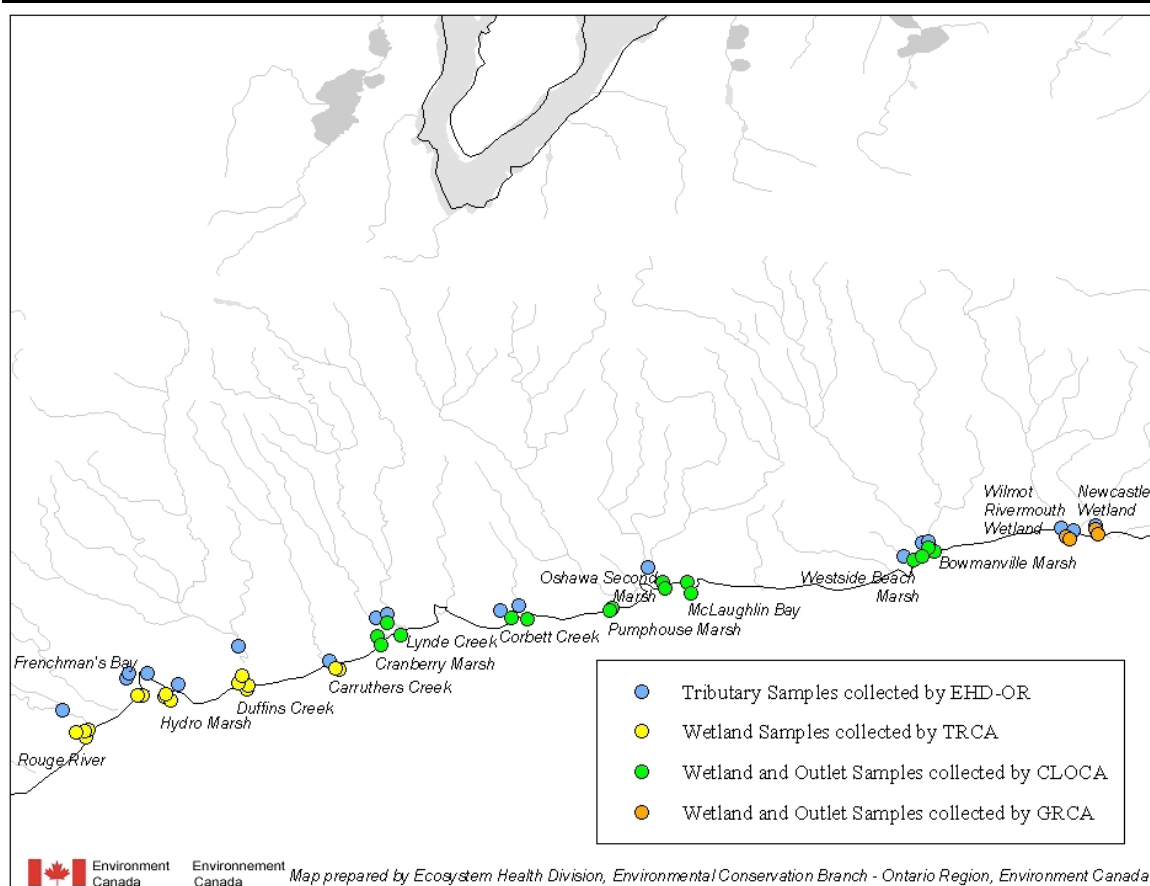 Wilmot
Rivermouth
Wetland
Newcastle
Wetland
Bowmanville Marsh
Westside Beach
Marsh
Oshawa Second
Marsh
McLaughlin Bay
Pumphouse Marsh
Corbett Creek
Lynde Creek
Cranberry Marsh
Carruthers Creek
Duffins Creek
Frenchman's Bay
Hydro Marsh
Rouge River
Tributary Samples collected by EHD-OR
Wetland Samples collected by TRCA
Wetland and Outlet Samples collected by CLOCA
Wetland and Outlet Samples collected by GRCA
Environment
Canada
Environnement
Canada
Map prepared by Ecosystem Health Division, Environmental Conservation Branch - Ontario Region, Environment Canada